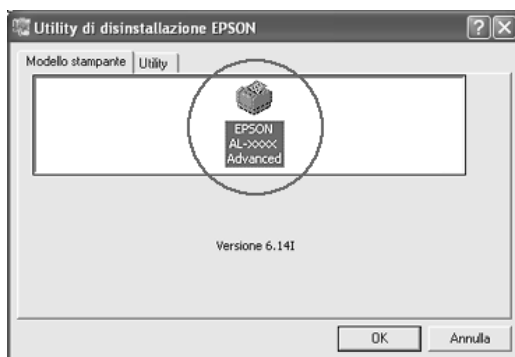 Utility di disinstallazione EPSON
Modello stampante
Utility
EPSON
AL-xxxx
Advanced
Versione 6.14I
OK
Annulla